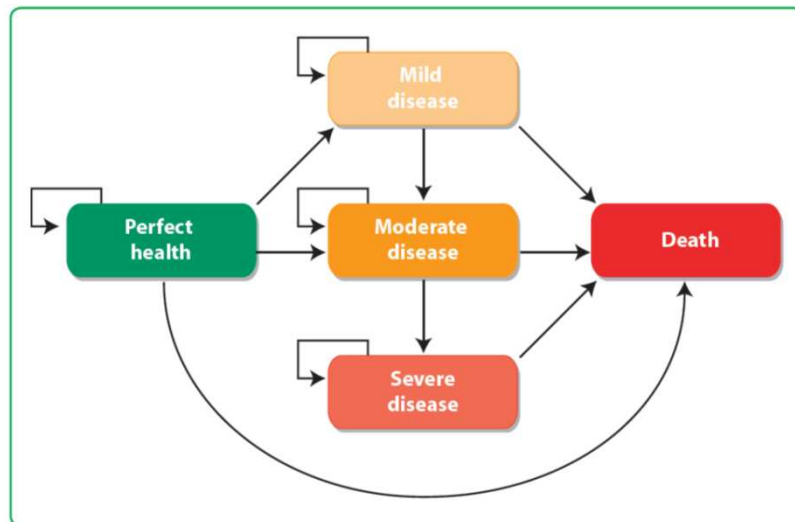 Mild
disease
Perfect
health
Moderate
disease
Death
Severe
disease